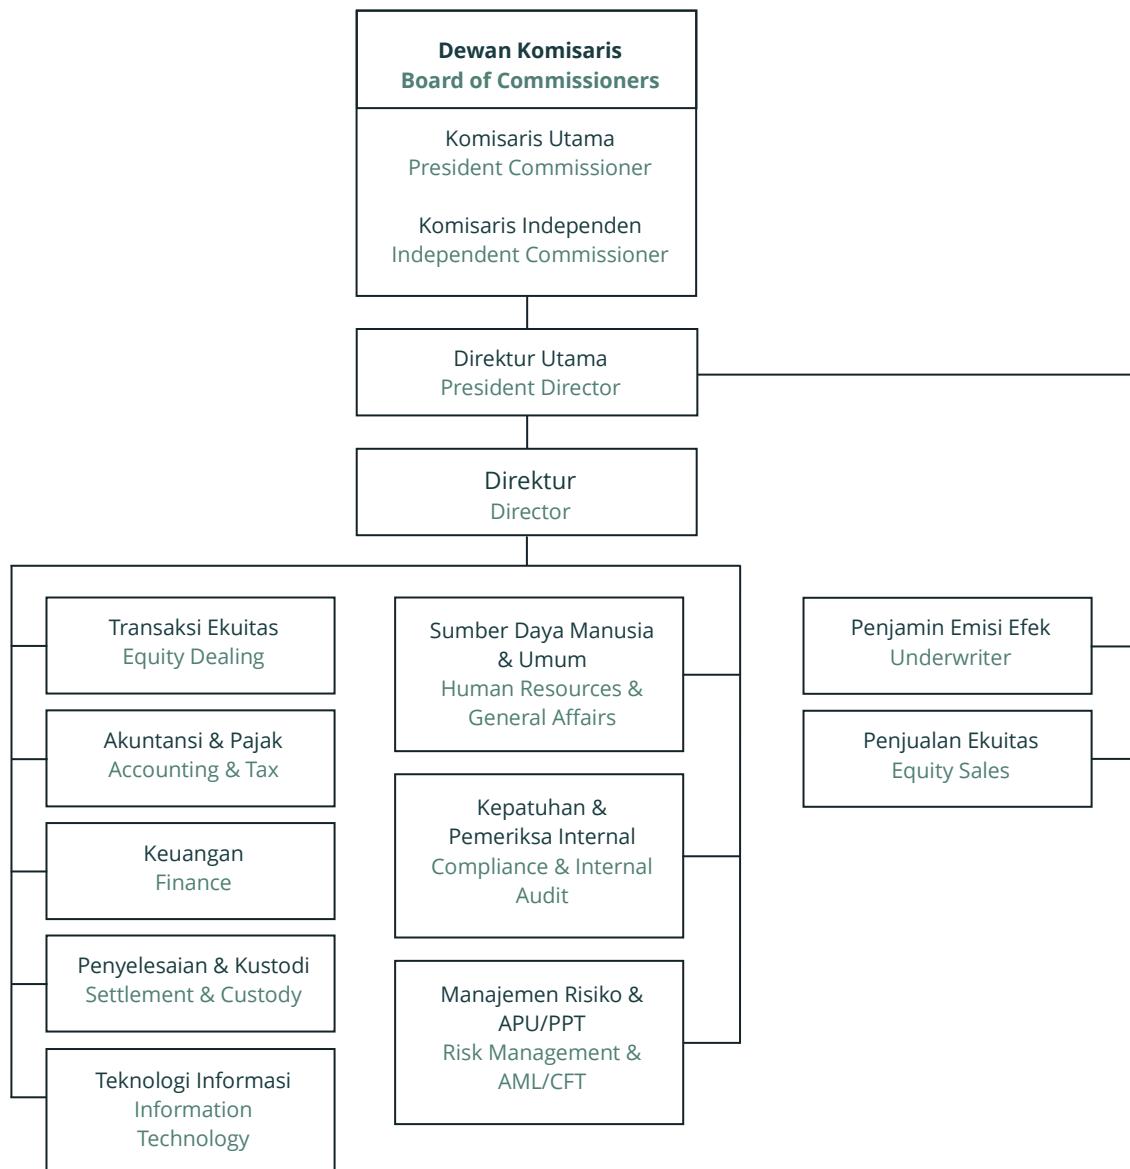 Dewan Komisaris
Board of Commissioners
Komisaris Utama
President Commissioner
Komisaris Independen
Independent Commissioner
Direktur Utama
President Director
Direktur
Director
Transaksi Ekuitas
Equity Dealing
Akuntansi & Pajak
Accounting & Tax
Keuangan
Finance
Penyelesaian & Kustodi
Settlement & Custody
Teknologi Informasi
Information
Technology
Sumber Daya Manusia
& Umum
Human Resources &
General Affairs
Kepatuhan &
Pemeriksa Internal
Compliance & Internal
Audit
Manajemen Risiko &
APU/PPT
Risk Management &
AML/CFT
Penjamin Emisi Efek
Underwriter
Penjualan Ekuitas
Equity Sales